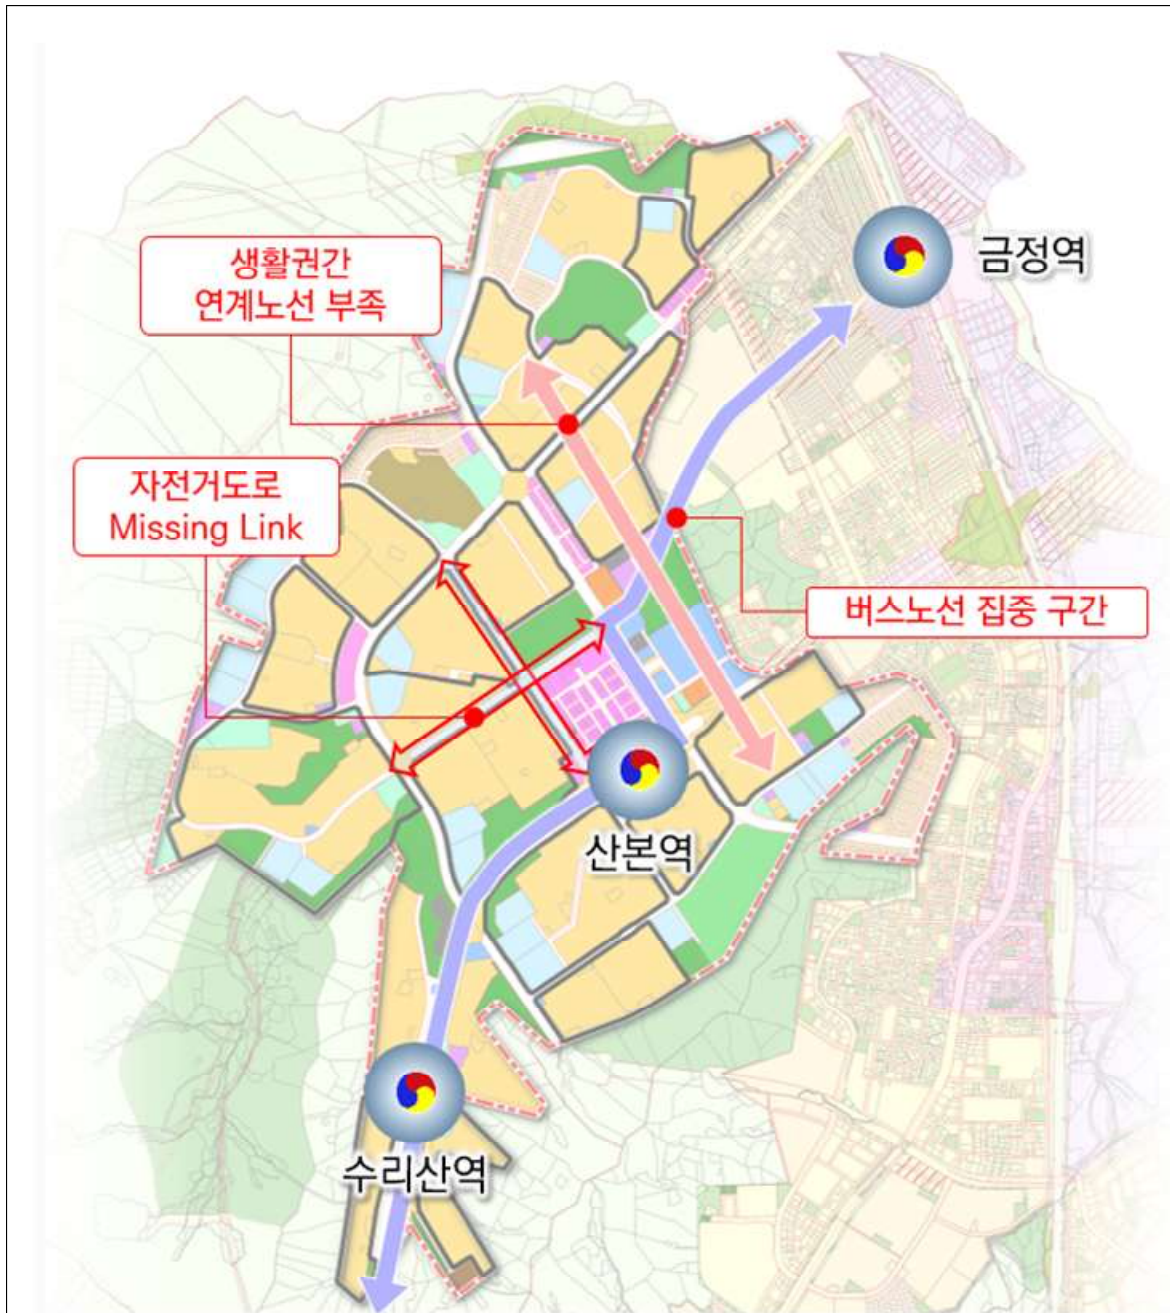 금정역
생활권간
연계노선 부족
자전거도로
Missing Link
버스노선 집중 구간
산본역
수리산역